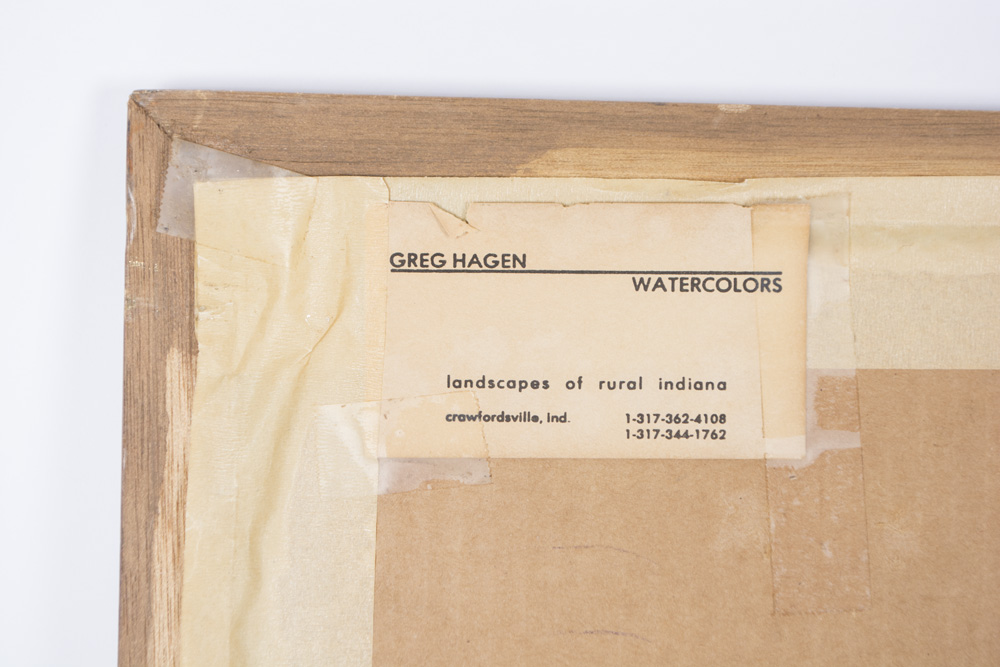 GREG HAGEN
WATERCOLORS
landscapes of rural indiana
crawfordsville, ind. 1-317-362-4108
1-317-344-1762